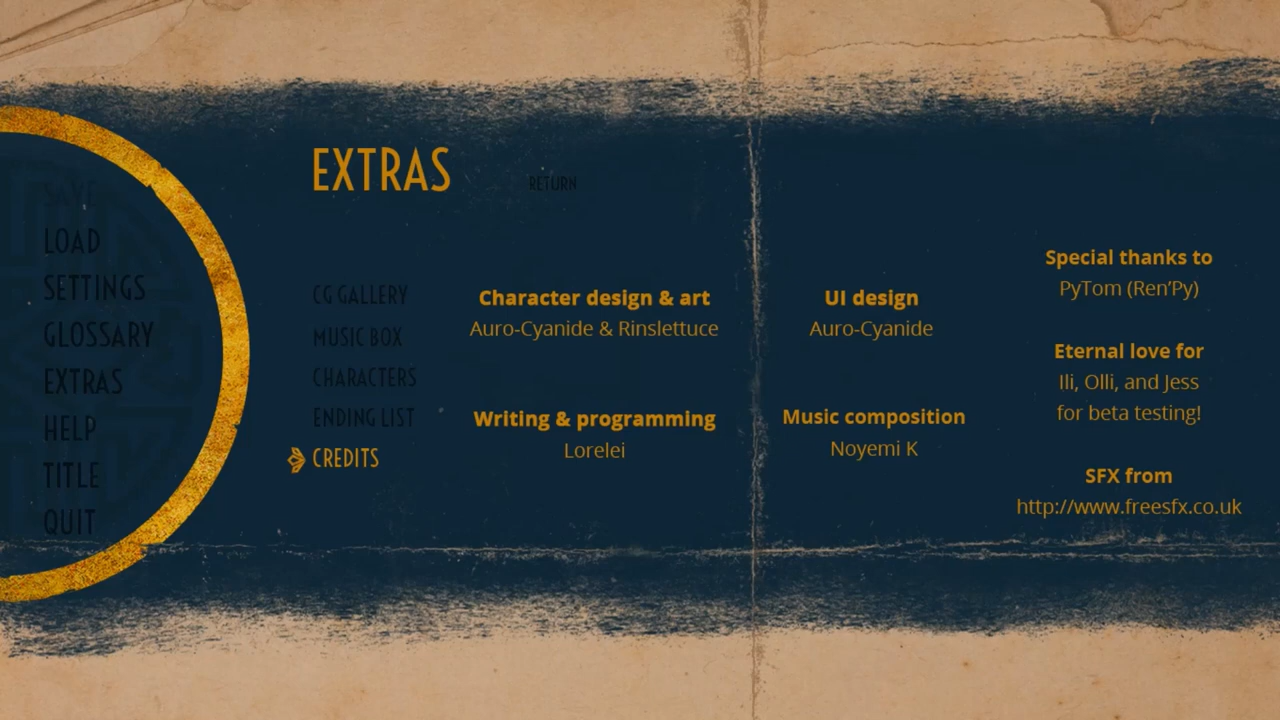 SAVE
LOAD
SETTINGS
GLOSSARY
EXTRAS
HELP
TITLE
QUIT
EXTRAS
RETURN
CG GALLERY
MUSIC BOX
CHARACTERS
ENDING LIST
CREDITS
Character design & art
Auro-Cyanide & Rinslettuce
Writing & programming
Lorelei
UI design
Auro-Cyanide
Music composition
Noyemi K
Special thanks to
PyTom (Ren’Py)
Eternal love for
Ili, Olli, and Jess
for beta testing!
SFX from
http://www.freesfx.co.uk